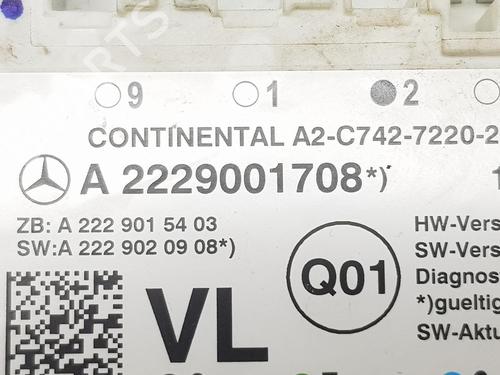 9 1 2
CONTINENTAL A2-C742-7220-2
A 2229001708*)
ZB: A 222 901 54 03
SW:A 222 902 09 08*)
HW-Vers
SW-Vers
Diagnos
*)gueltig
SW-Aktu
Q01
VL